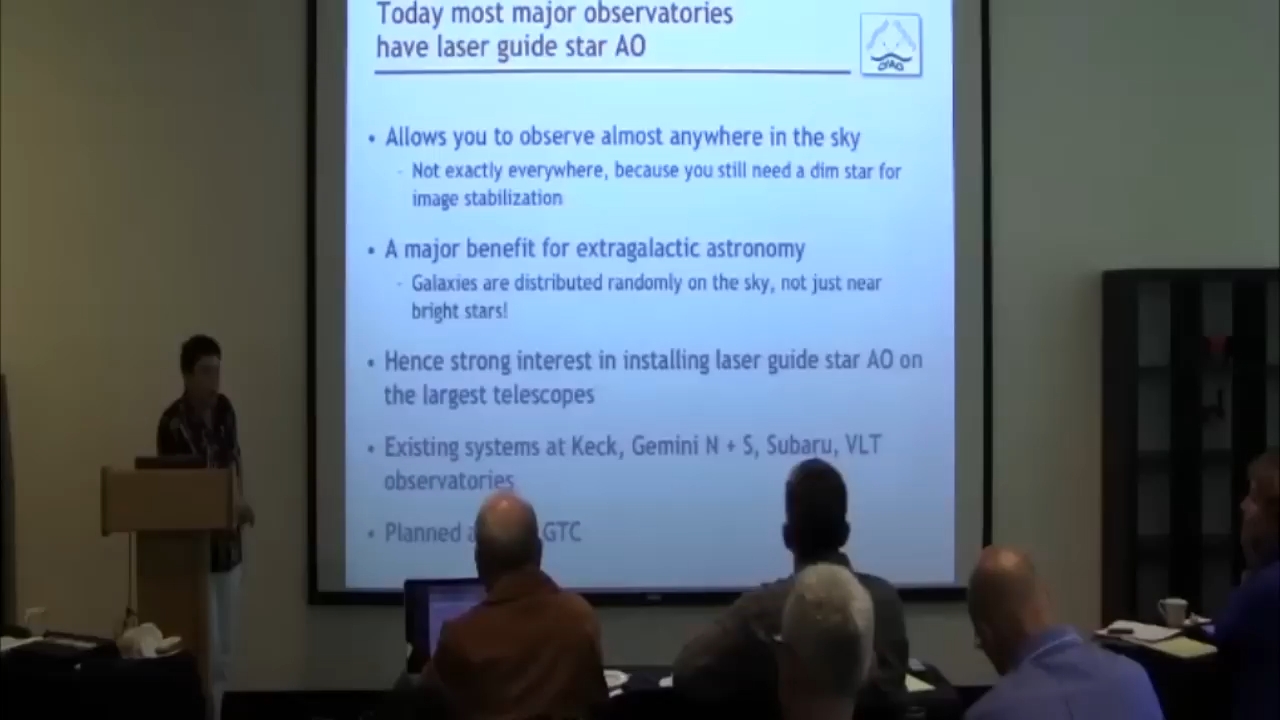 Today most major observatories
have laser guide star AO
• Allows you to observe almost anywhere in the sky
- Not exactly everywhere, because you still need a dim star for
image stabilization
• A major benefit for extragalactic astronomy
- Galaxies are distributed randomly on the sky, not just near
bright stars!
• Hence strong interest in installing laser guide star AO on
the largest telescopes
• Existing systems at Keck, Gemini N + S, Subaru, VLT
observatories
• Planned GTC